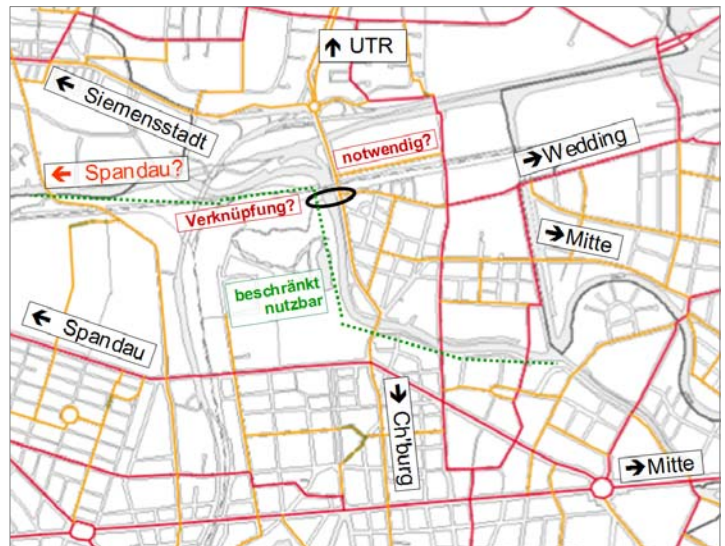 ↑ UTR
← Siemensstadt
notwendig?
→ Wedding
← Spandau?
Verknüpfung?
→ Mitte
beschränkt
nutzbar
← Spandau
→ Ch'burg
→ Mitte